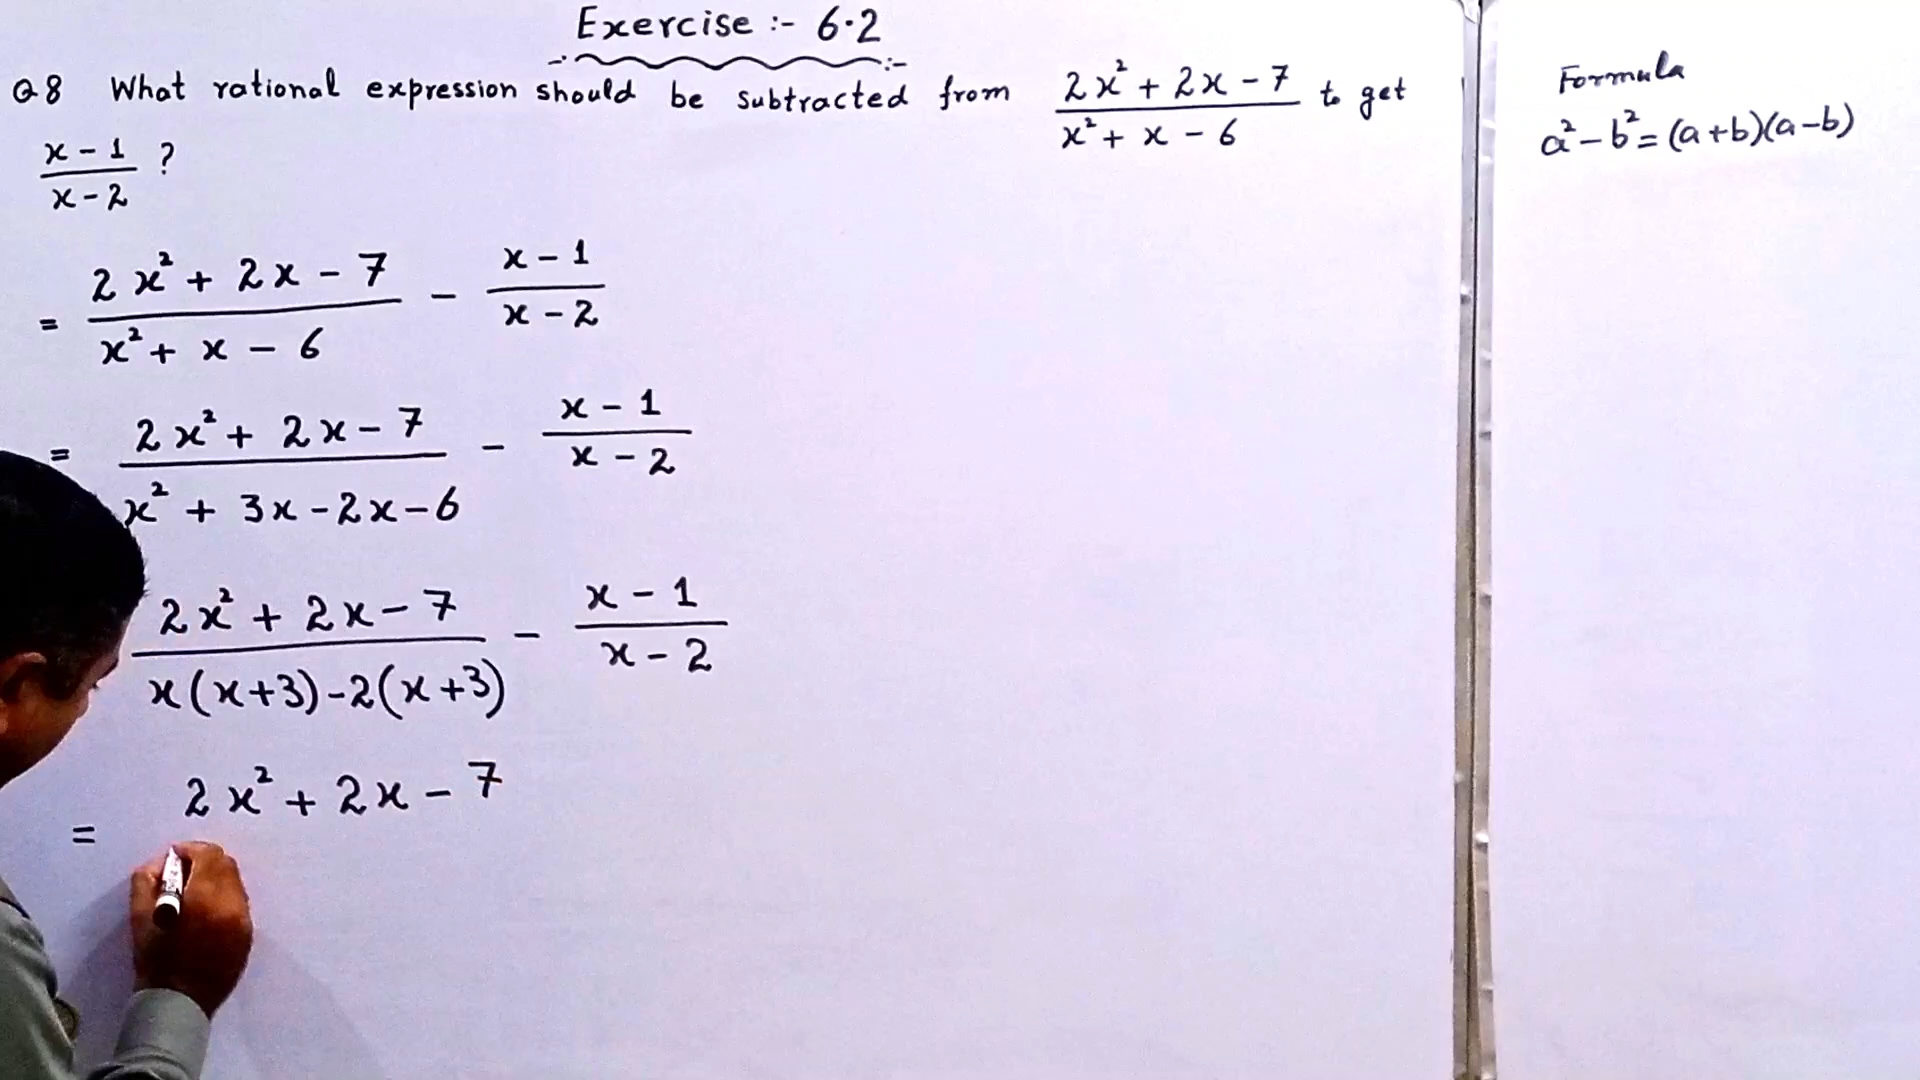 Exercise :- 6.2
Q8 What rational expression should be subtracted from (2x² + 2x - 7)/(x² + x - 6) to get
(x - 1)/(x - 2) ?
= (2x² + 2x - 7)/(x² + x - 6) - (x - 1)/(x - 2)
= (2x² + 2x - 7)/(x² + 3x - 2x - 6) - (x - 1)/(x - 2)
(2x² + 2x - 7)/(x(x+3) - 2(x+3)) - (x - 1)/(x - 2)
= 2x² + 2x - 7
Formula
a² - b² = (a+b)(a-b)